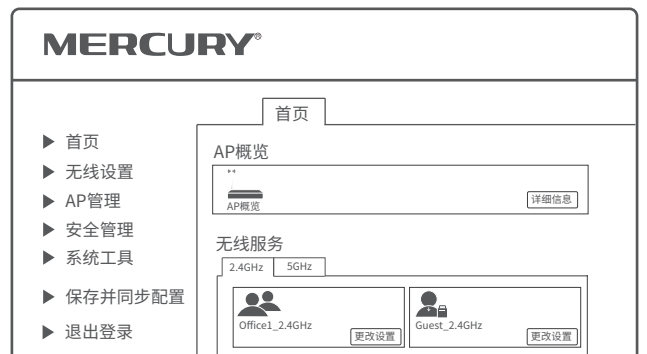 MERCURY®
首页
▶ 首页
▶ 无线设置
▶ AP管理
▶ 安全管理
▶ 系统工具
▶ 保存并同步配置
▶ 退出登录
AP概览
AP概览
详细信息
无线服务
2.4GHz 5GHz
Office1_2.4GHz
更改设置
Guest_2.4GHz
更改设置